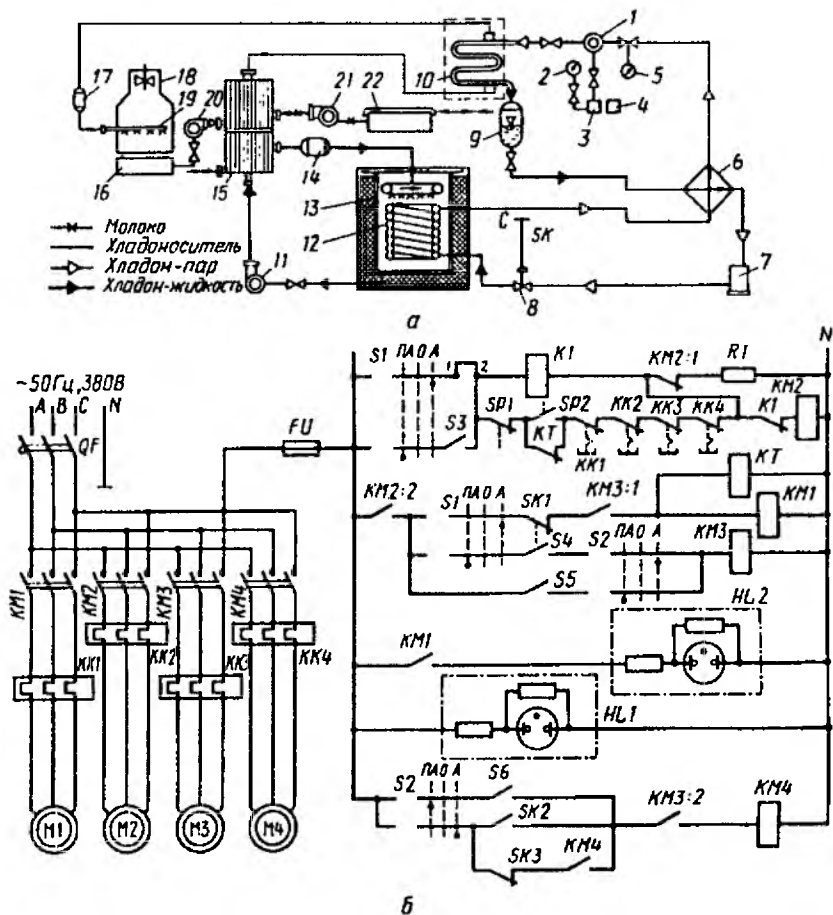 17
18
19
20
16
15
21
22
14
13
12
11
10
9
1
2
3
4
5
6
7
8
С
SK
Молоко
Хладоноситель
Хладон-пар
Хладон-жидкость
а
~50Гц, 380В
А В С N
QF
FU
KM1
KM2
KM3
KM4
KK1
KK2
KK3
KK4
M1
M2
M3
M4
N
S1 ПА О А 1 2
K1
KM2:1
R1
KM2
S3
SP1
SP2
KT
KK1
KK2
KK3
KK4
K1
KT
KM2:2
S1 ПА О А
SK1
KM3:1
KM1
S4
S2
ПА О А
KM3
S5
HL2
KM1
HL1
S2
ПА О А
S6
SK2
KM3:2
KM4
SK3
KM4
б